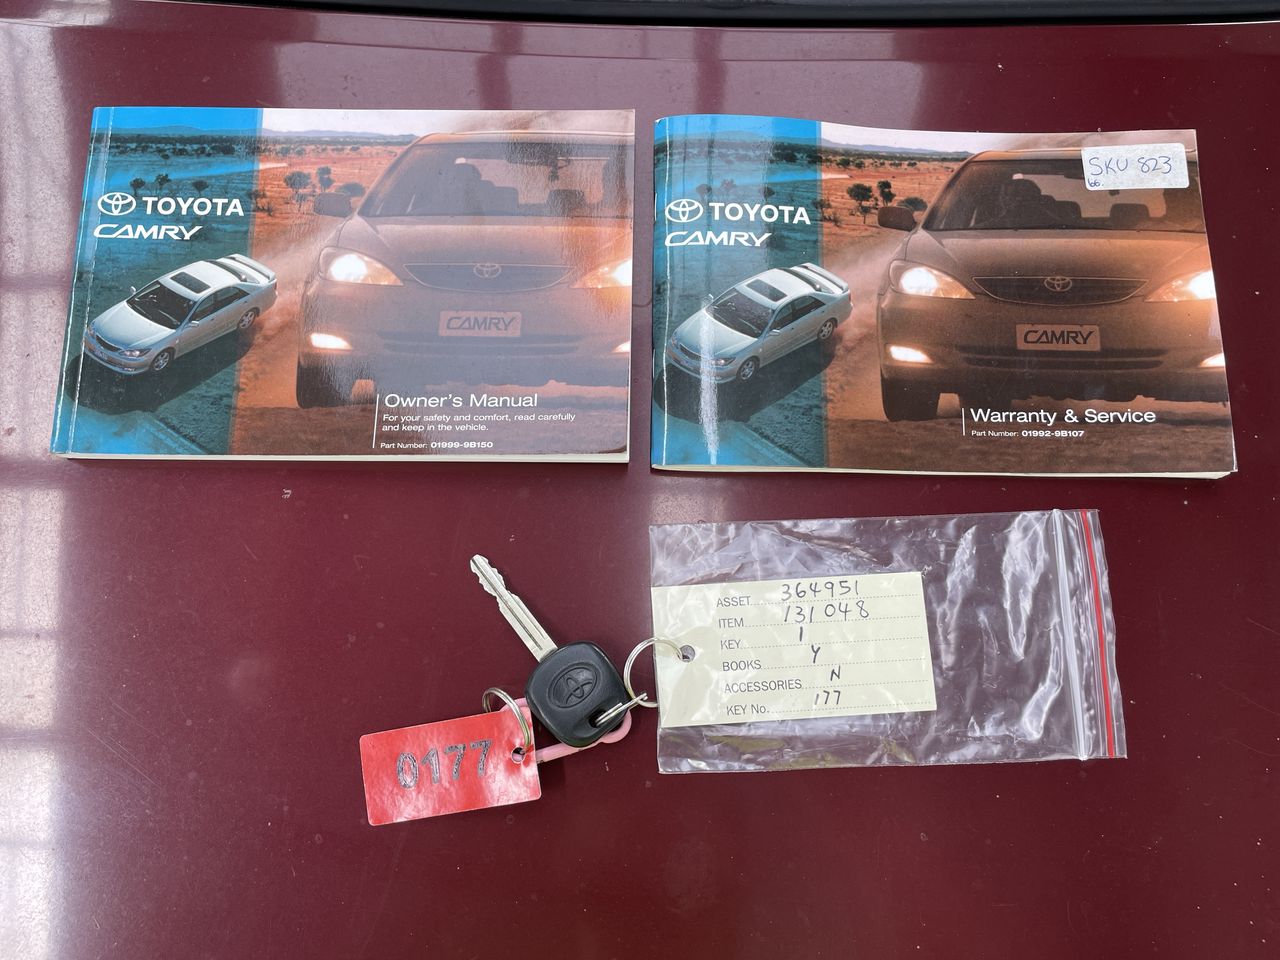 TOYOTA
CAMRY
CAMRY
Owner's Manual
For your safety and comfort, read carefully
and keep in the vehicle.
Part Number: 01999-9B150
SKU 823
66.
TOYOTA
CAMRY
CAMRY
Warranty & Service
Part Number: 01992-9B107
ASSET 364951
ITEM 131048
KEY 1
BOOKS Y
ACCESSORIES N
KEY No. 177
0177